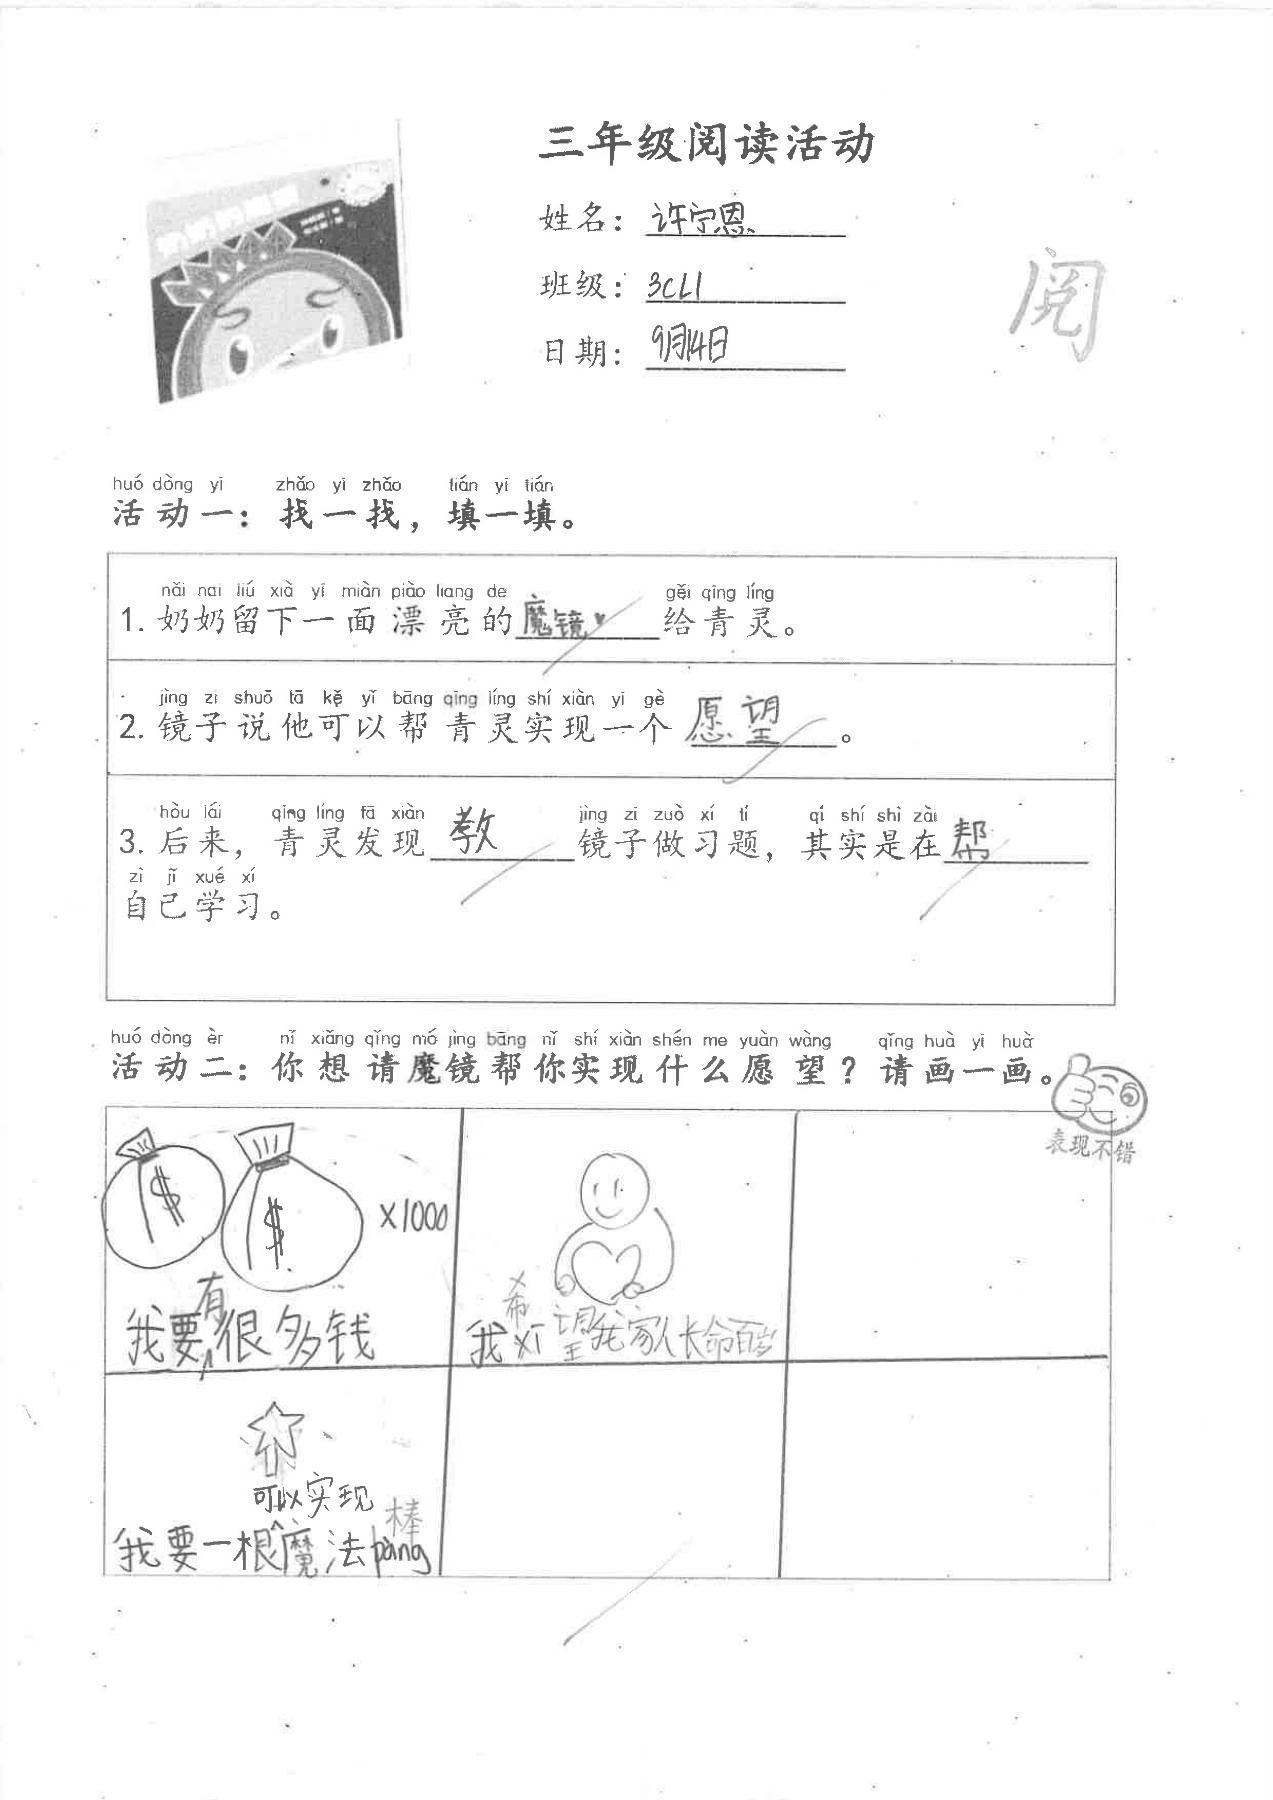 三年级阅读活动
姓名：许宁恩
班级：3CL1
日期：9月14日
阅
huó dòng yī zhǎo yì zhǎo tián yì tián
活动一：找一找，填一填。
nǎi nai liú xià yí miàn piào liang de gěi qīng líng
1. 奶奶留下一面漂亮的魔镜给青灵。
jìng zi shuō tā kě yǐ bāng qīng líng shí xiàn yí gè
2. 镜子说他可以帮青灵实现一个愿望。
hòu lái qīng líng fā xiàn jìng zi zuò xí tí qí shí shì zài
3. 后来，青灵发现教镜子做习题，其实是在帮
zì jǐ xué xí
自己学习。
huó dòng èr nǐ xiǎng qǐng mó jìng bāng nǐ shí xiàn shén me yuàn wàng qǐng huà yi huà
活动二：你想请魔镜帮你实现什么愿望？请画一画。
表现不错
$ $ X1000
有
我要很多钱
希
我xī望我家人长命百岁
可以实现
棒
我要一根魔法bàng